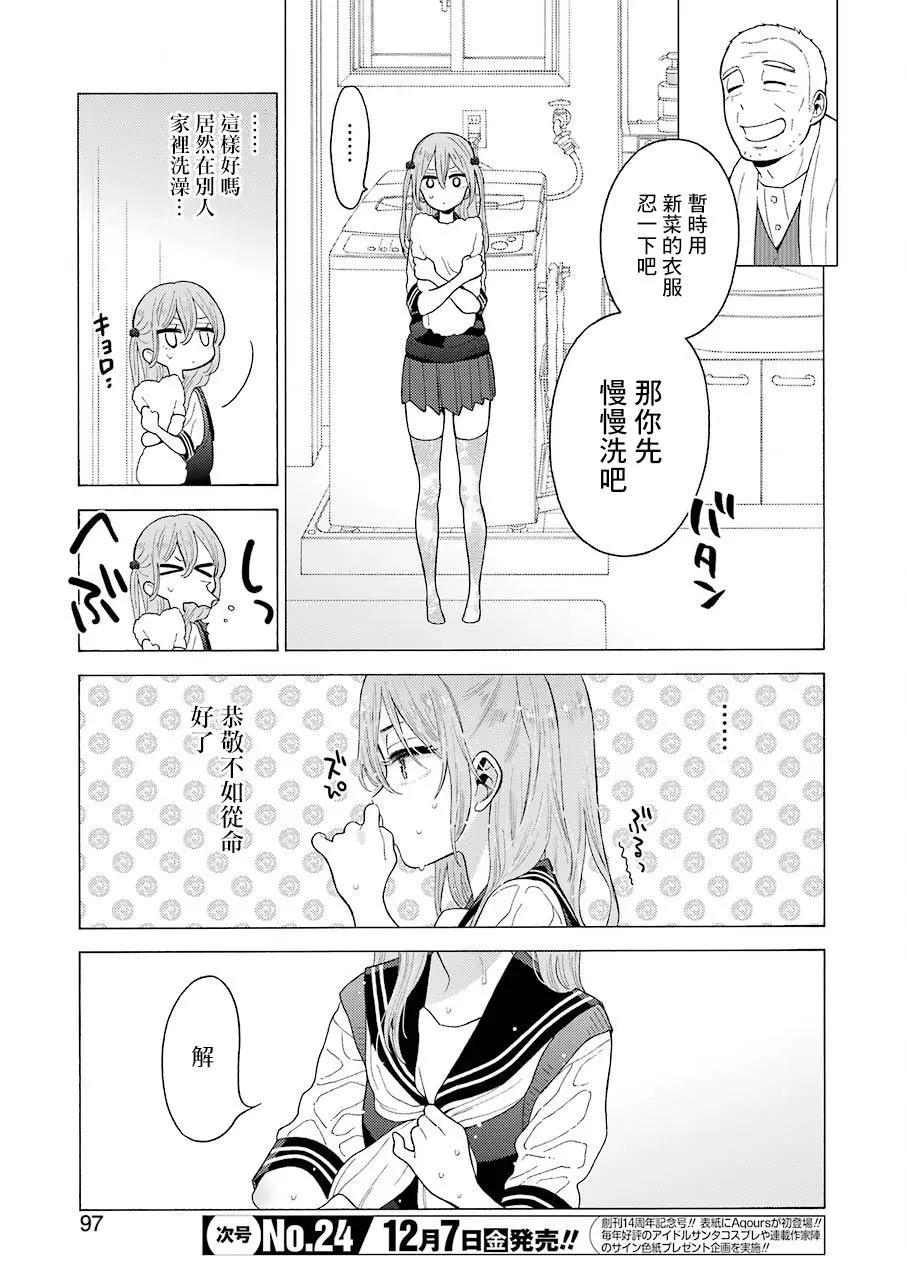 暫時用
新菜的衣服
忍一下吧
那你先
慢慢洗吧
バタン
……
……
這樣好嗎
居然在別人
家裡洗澡…
キョロ…
へぶ
しっ
……
ぶるっ
ズぴ
恭敬不如從命
好了
解
97
次号 No.24 / 12月7日金発売!!
創刊14周年記念号!! 表紙にAqoursが初登場!!
毎年好評のアイドルサンタコスプレや連載作家陣
のサイン色紙プレゼント企画を実施!!